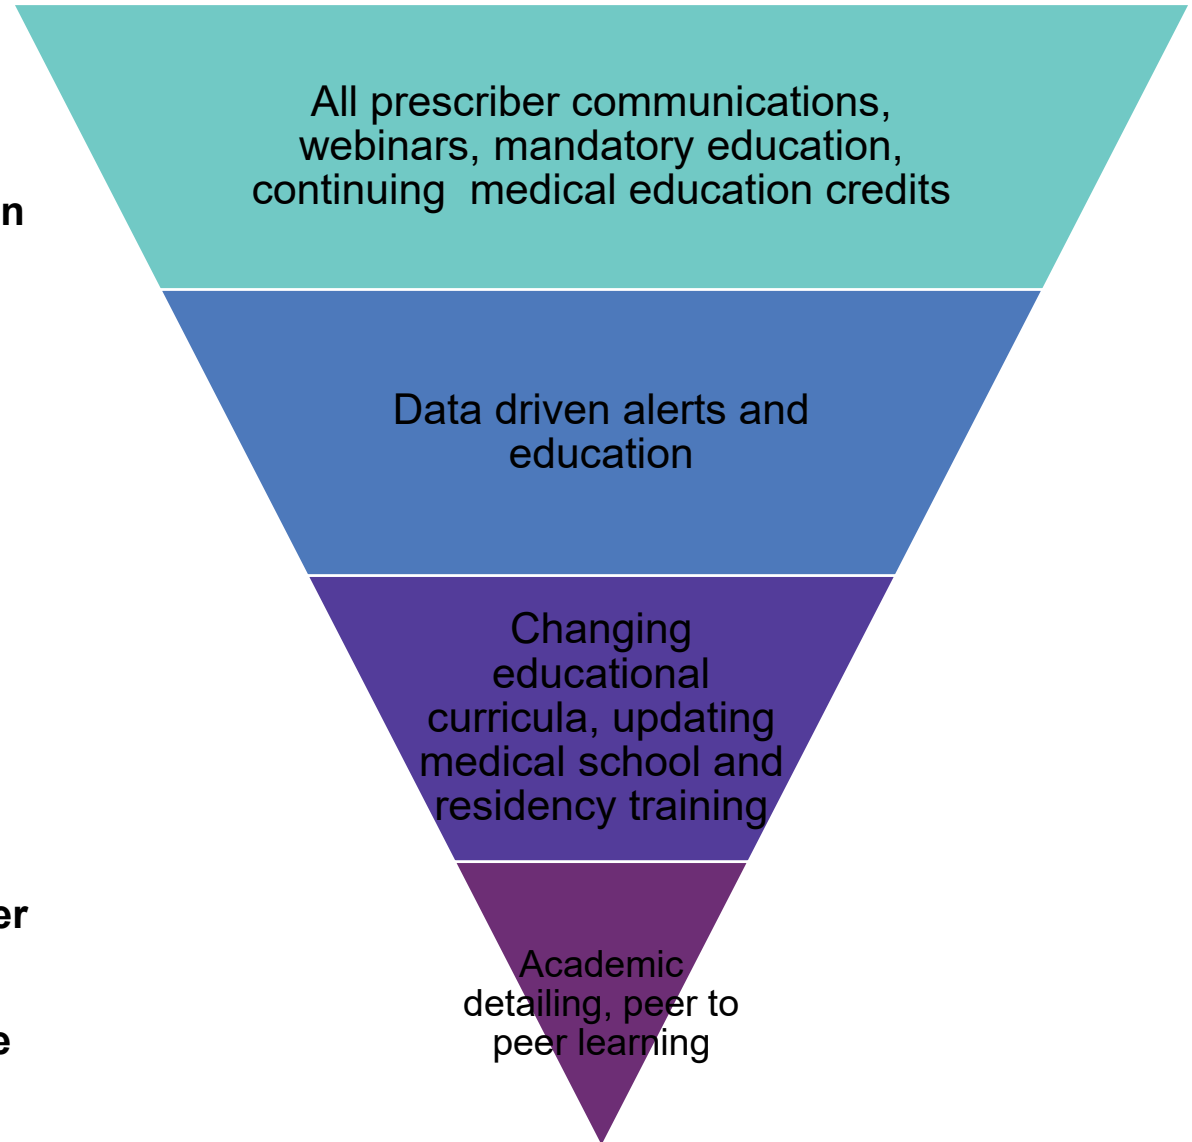 All prescriber communications,
webinars, mandatory education,
continuing  medical education credits
n
Data driven alerts and
education
Changing
educational
curricula, updating
medical school and
residency training
er
Academic
detailing, peer to
peer learning
e